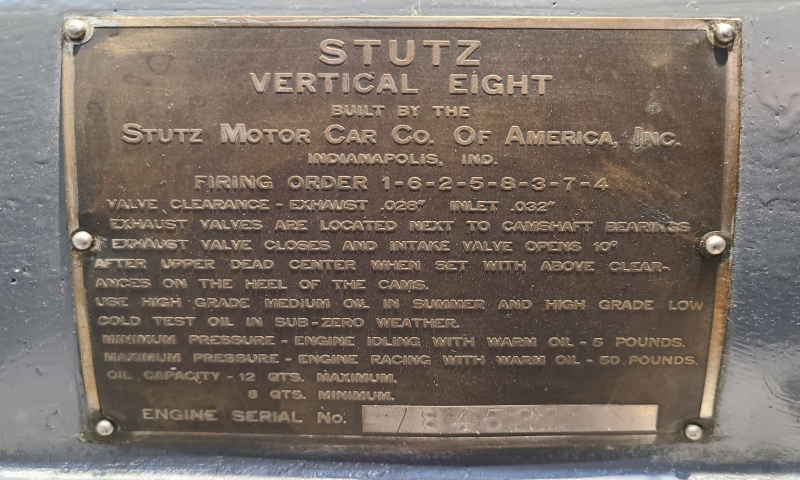 STUTZ
VERTICAL EIGHT
BUILT BY THE
STUTZ MOTOR CAR CO. OF AMERICA, INC.
INDIANAPOLIS, IND.
FIRING ORDER 1-6-2-5-8-3-7-4
VALVE CLEARANCE - EXHAUST .028" INLET .032"
EXHAUST VALVES ARE LOCATED NEXT TO CAMSHAFT BEARINGS
EXHAUST VALVE CLOSES AND INTAKE VALVE OPENS 10°
AFTER UPPER DEAD CENTER WHEN SET WITH ABOVE CLEAR-
ANCES ON THE HEEL OF THE CAMS.
USE HIGH GRADE MEDIUM OIL IN SUMMER AND HIGH GRADE LOW
COLD TEST OIL IN SUB-ZERO WEATHER.
MINIMUM PRESSURE - ENGINE IDLING WITH WARM OIL - 5 POUNDS.
MAXIMUM PRESSURE - ENGINE RACING WITH WARM OIL - 50 POUNDS.
OIL CAPACITY - 12 QTS. MAXIMUM.
8 QTS. MINIMUM.
ENGINE SERIAL No.